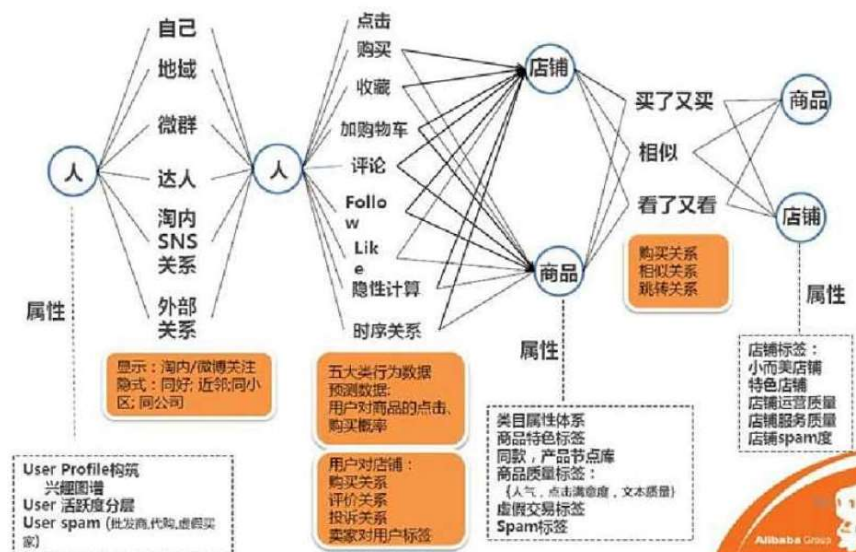 自己
地域
微群
达人
淘内
SNS
关系
外部
关系
人
人
属性
显示：淘内/微博关注
隐式：同好; 近邻;同小
区; 同公司
User Profile构筑
兴趣图谱
User 活跃度分层
User spam (批发商,代购,虚假买
家)
点击
购买
收藏
加购物车
评论
Follo
w
Lik
e
隐性计算
时序关系
五大类行为数据
预测数据:
用户对商品的点击、
购买概率
用户对店铺：
购买关系
评价关系
投诉关系
卖家对用户标签
店铺
商品
属性
类目属性体系
商品特色标签
同款，产品节点库
商品质量标签：
（人气，点击满意度，文本质量）
虚假交易标签
Spam标签
买了又买
相似
看了又看
购买关系
相似关系
跳转关系
商品
店铺
属性
店铺标签：
小而美店铺
特色店铺
店铺运营质量
店铺服务质量
店铺spam度
Alibaba Group